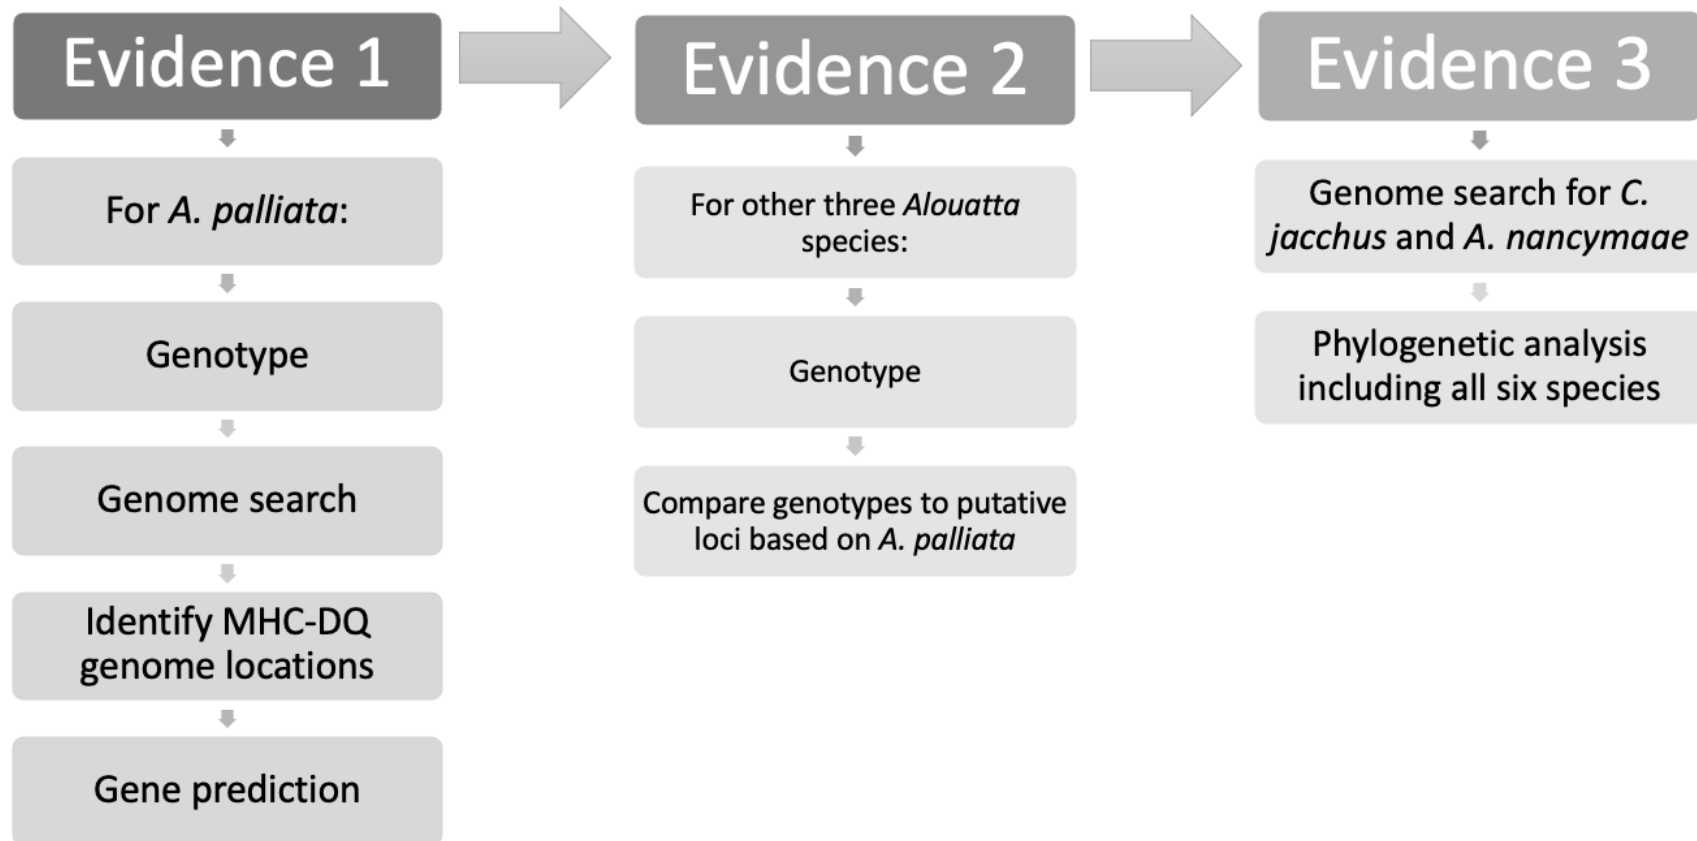 Evidence 1
For A. palliata:
Genotype
Genome search
Identify MHC-DQ
genome locations
Gene prediction
Evidence 2
For other three Alouatta
species:
Genotype
Compare genotypes to putative
loci based on A. palliata
Evidence 3
Genome search for C.
jacchus and A. nancymaae
Phylogenetic analysis
including all six species